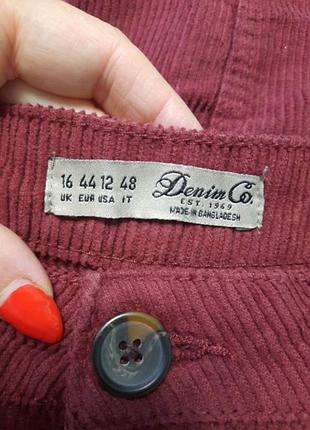 16 44 12 48
UK EUR USA IT
Denim Co.
EST. 1969
MADE IN BANGLADESH